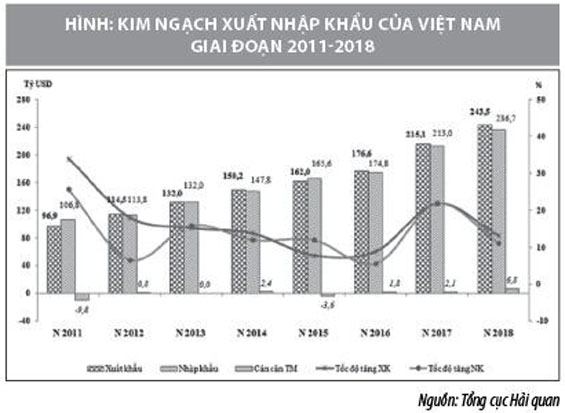 HÌNH: KIM NGẠCH XUẤT NHẬP KHẨU CỦA VIỆT NAM
GIAI ĐOẠN 2011-2018
Tỷ USD
%
280
240
200
160
120
80
40
0
-40
50
40
30
20
10
0
-10
96,9
106,8
-9,8
114,5
113,8
0,8
132,0
132,0
0,0
150,2
147,8
2,4
162,0
165,6
-3,6
176,6
174,8
1,8
215,1
213,0
2,1
243,5
236,7
6,8
N 2011
N 2012
N 2013
N 2014
N 2015
N 2016
N 2017
N 2018
Xuất khẩu
Nhập khẩu
Cán cân TM
Tốc độ tăng XK
Tốc độ tăng NK
Nguồn: Tổng cục Hải quan